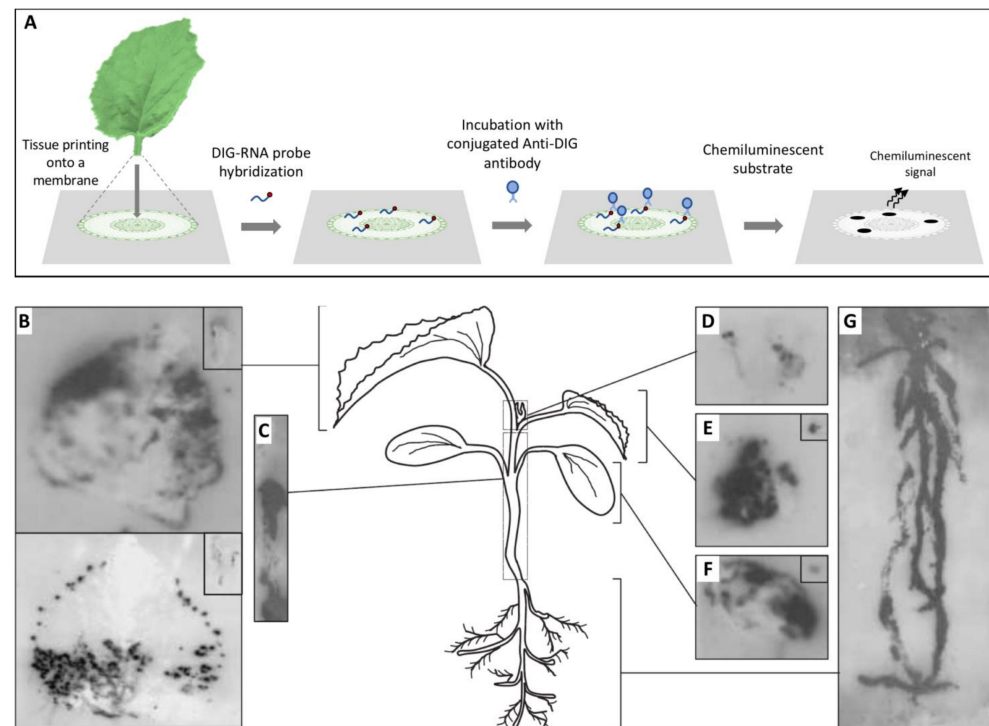 A
Tissue printing
onto a
membrane
DIG-RNA probe
hybridization
Incubation with
conjugated Anti-DIG
antibody
Chemiluminescent
substrate
Chemiluminescent
signal
B
C
D
E
F
G